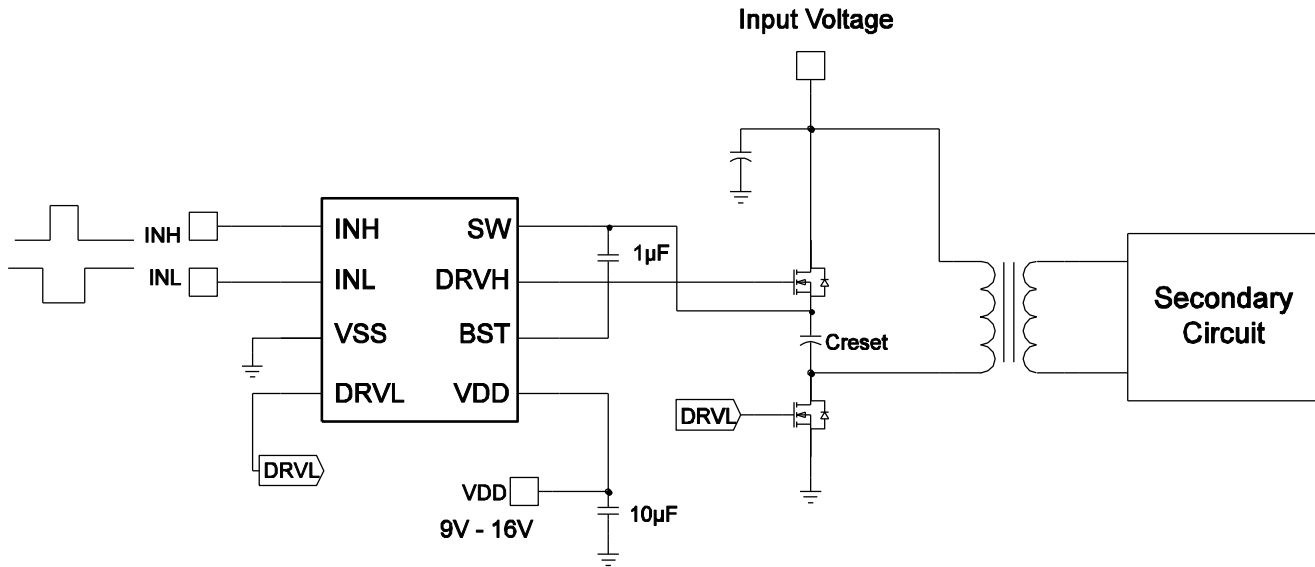 Input Voltage
INH
INH
SW
1µF
INL
INL
DRVH
VSS
BST
Creset
Secondary
Circuit
DRVL
VDD
DRVL
DRVL
VDD
10µF
9V - 16V